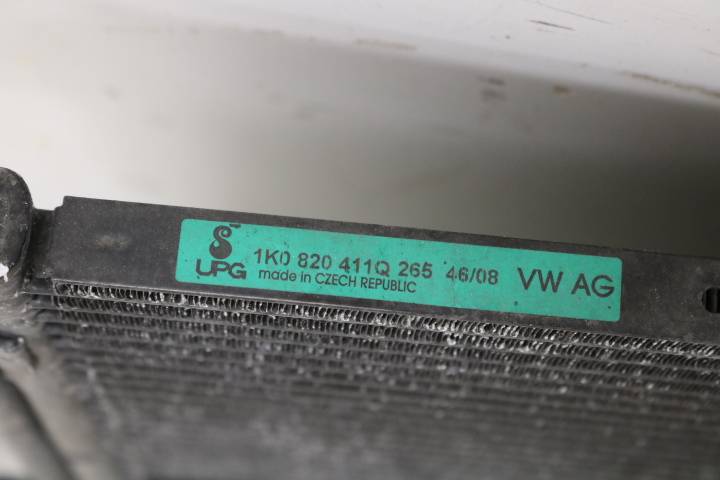 UPG
1K0 820 411Q 265 46/08 VW AG
made in CZECH REPUBLIC